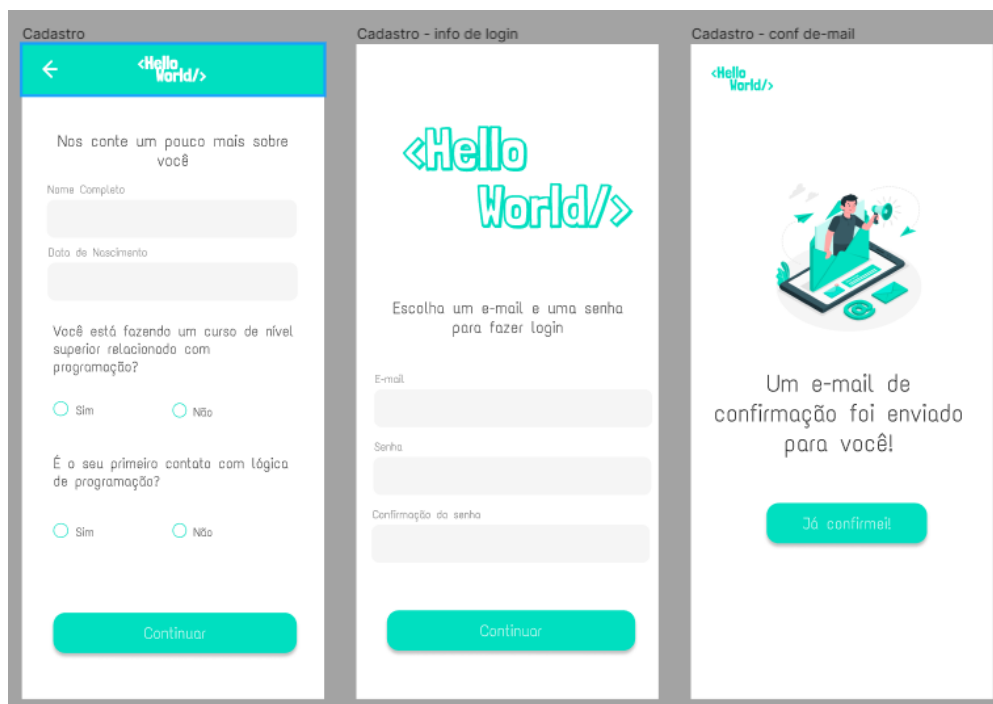 Cadastro
<Hello
World/>
Nos conte um pouco mais sobre
você
Nome Completo
Data de Nascimento
Você está fazendo um curso de nível
superior relacionado com
programação?
Sim
Não
É o seu primeiro contato com lógica
de programação?
Sim
Não
Continuar
Cadastro - info de login
<Hello
World/>
Escolha um e-mail e uma senha
para fazer login
E-mail
Senha
Confirmação da senha
Continuar
Cadastro - conf de-mail
<Hello
World/>
Um e-mail de
confirmação foi enviado
para você!
Já confirmei!